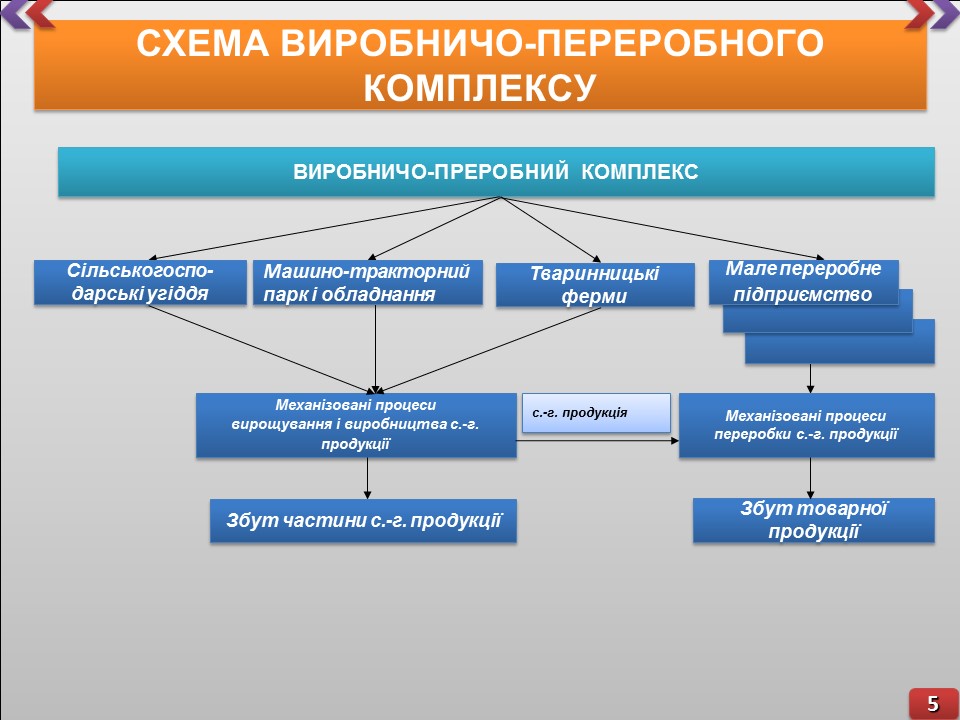 СХЕМА ВИРОБНИЧО-ПЕРЕРОБНОГО
КОМПЛЕКСУ
ВИРОБНИЧО-ПРЕРОБНИЙ КОМПЛЕКС
Сільськогоспо-
дарські угіддя
Машино-тракторний
парк і обладнання
Тваринницькі
ферми
Мале переробне
підприємство
Механізовані процеси
вирощування і виробництва с.-г.
продукції
с.-г. продукція
Механізовані процеси
переробки с.-г. продукції
Збут частини с.-г. продукції
Збут товарної
продукції
5